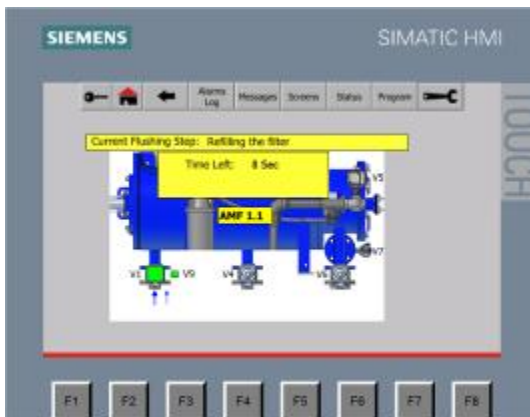 SIEMENS
SIMATIC HMI
TOUCH
Alarms Log
Messages
Screens
Status
Program
Current Flushing Step: Refilling the filter
Time Left: 8 Sec
AMF 1.1
V5
V7
V1
V9
V4
V6
F1
F2
F3
F4
F5
F6
F7
F8